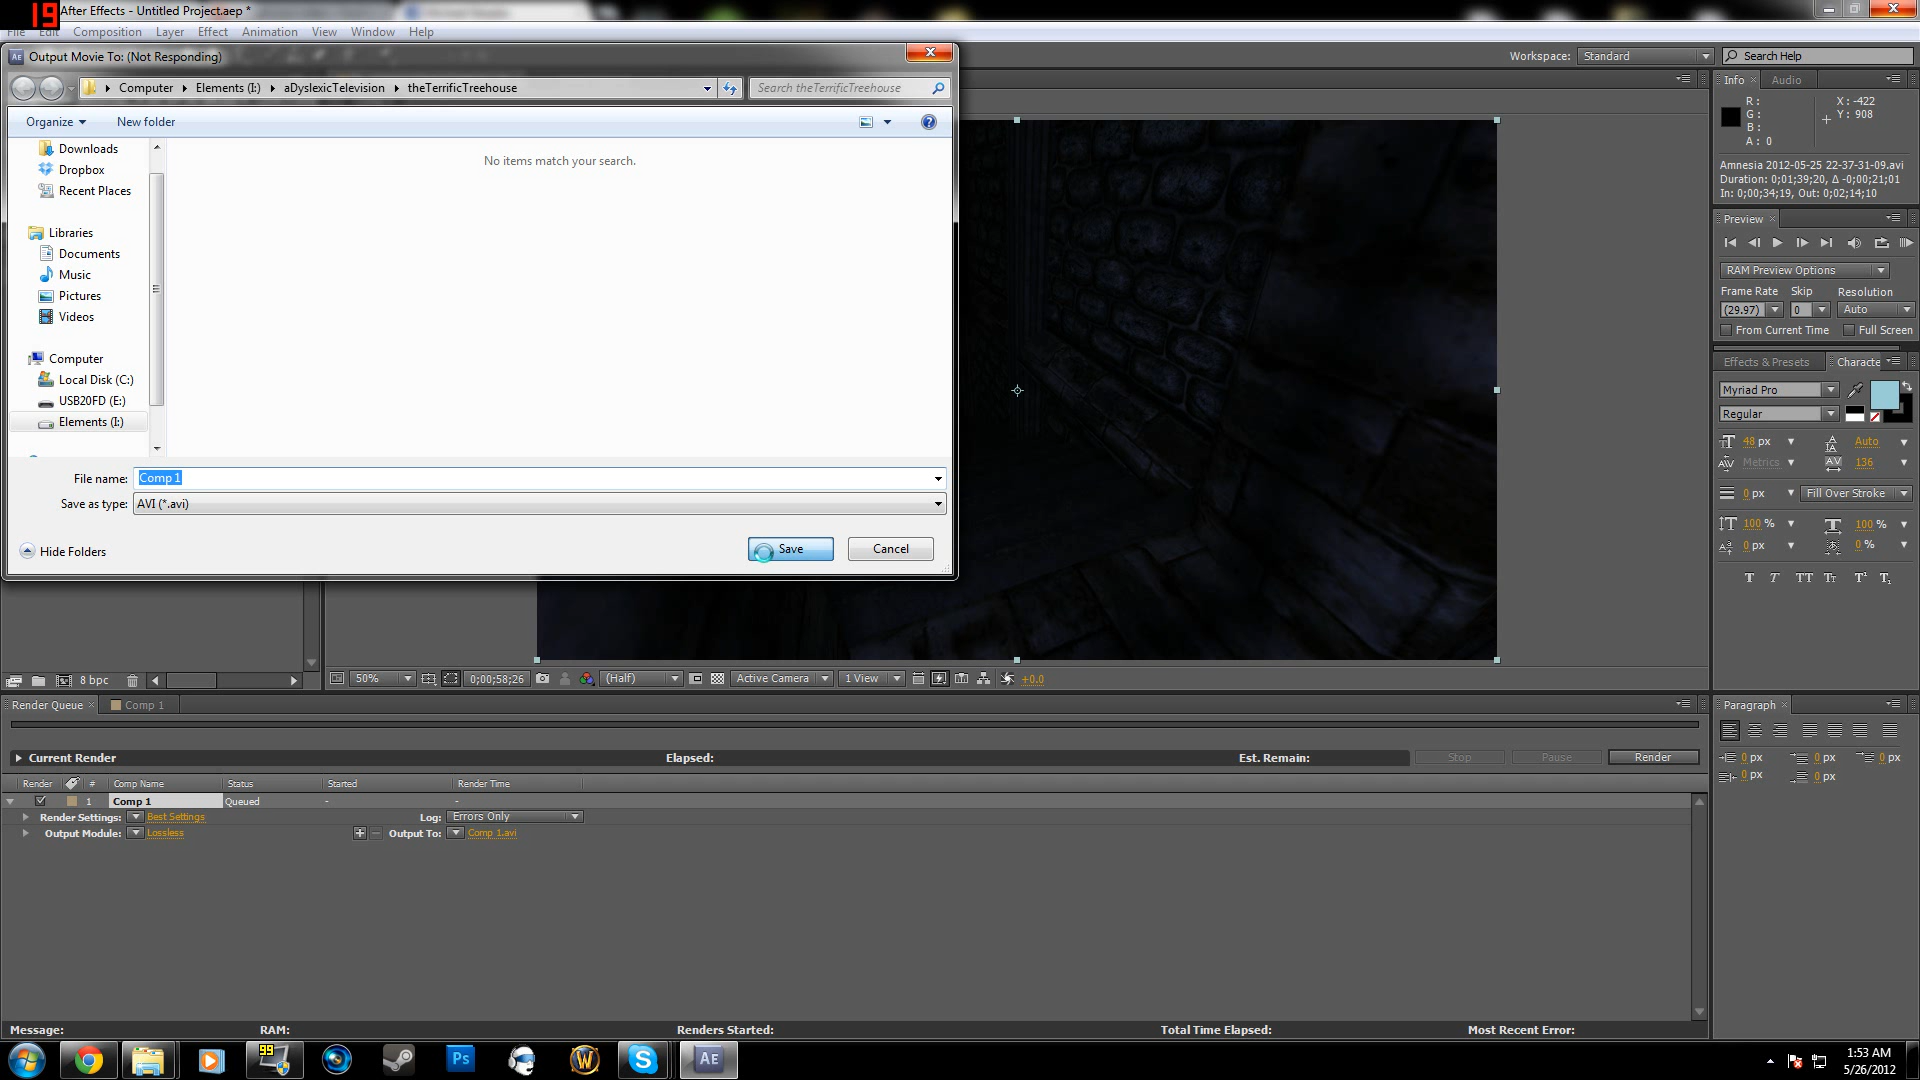 19
After Effects - Untitled Project.aep *
File Edit Composition Layer Effect Animation View Window Help
Output Movie To: (Not Responding)
Workspace: Standard
Search Help
Computer Elements (I:) aDyslexicTelevision theTerrificTreehouse
Search theTerrificTreehouse
Organize New folder
Downloads
Dropbox
Recent Places
Libraries
Documents
Music
Pictures
Videos
Computer
Local Disk (C:)
USB20FD (E:)
Elements (I:)
No items match your search.
File name: Comp 1
Save as type: AVI (*.avi)
Hide Folders
Save Cancel
Info Audio
R:
G:
B:
A: 0
X: -422
Y: 908
Amnesia 2012-05-25 22-37-31-09.avi
Duration: 0;01;39;20, Δ -0;00;21;01
In: 0;00;34;19, Out: 0;02;14;10
Preview
RAM Preview Options
Frame Rate Skip Resolution
(29.97) 0 Auto
From Current Time Full Screen
Effects & Presets Characte
Myriad Pro
Regular
48 px Auto
Metrics 136
0 px Fill Over Stroke
100 % 100 %
0 px 0 %
T T TT Tт T¹ T₁
8 bpc
50% 0;00;58;26 (Half) Active Camera 1 View +0.0
Render Queue Comp 1
Current Render Elapsed: Est. Remain: Stop Pause Render
Render # Comp Name Status Started Render Time
1 Comp 1 Queued - -
Render Settings: Best Settings Log: Errors Only
Output Module: Lossless Output To: Comp 1.avi
Paragraph
0 px 0 px 0 px
0 px 0 px
Message: RAM: Renders Started: Total Time Elapsed: Most Recent Error:
99
Ps
AE
1:53 AM
5/26/2012